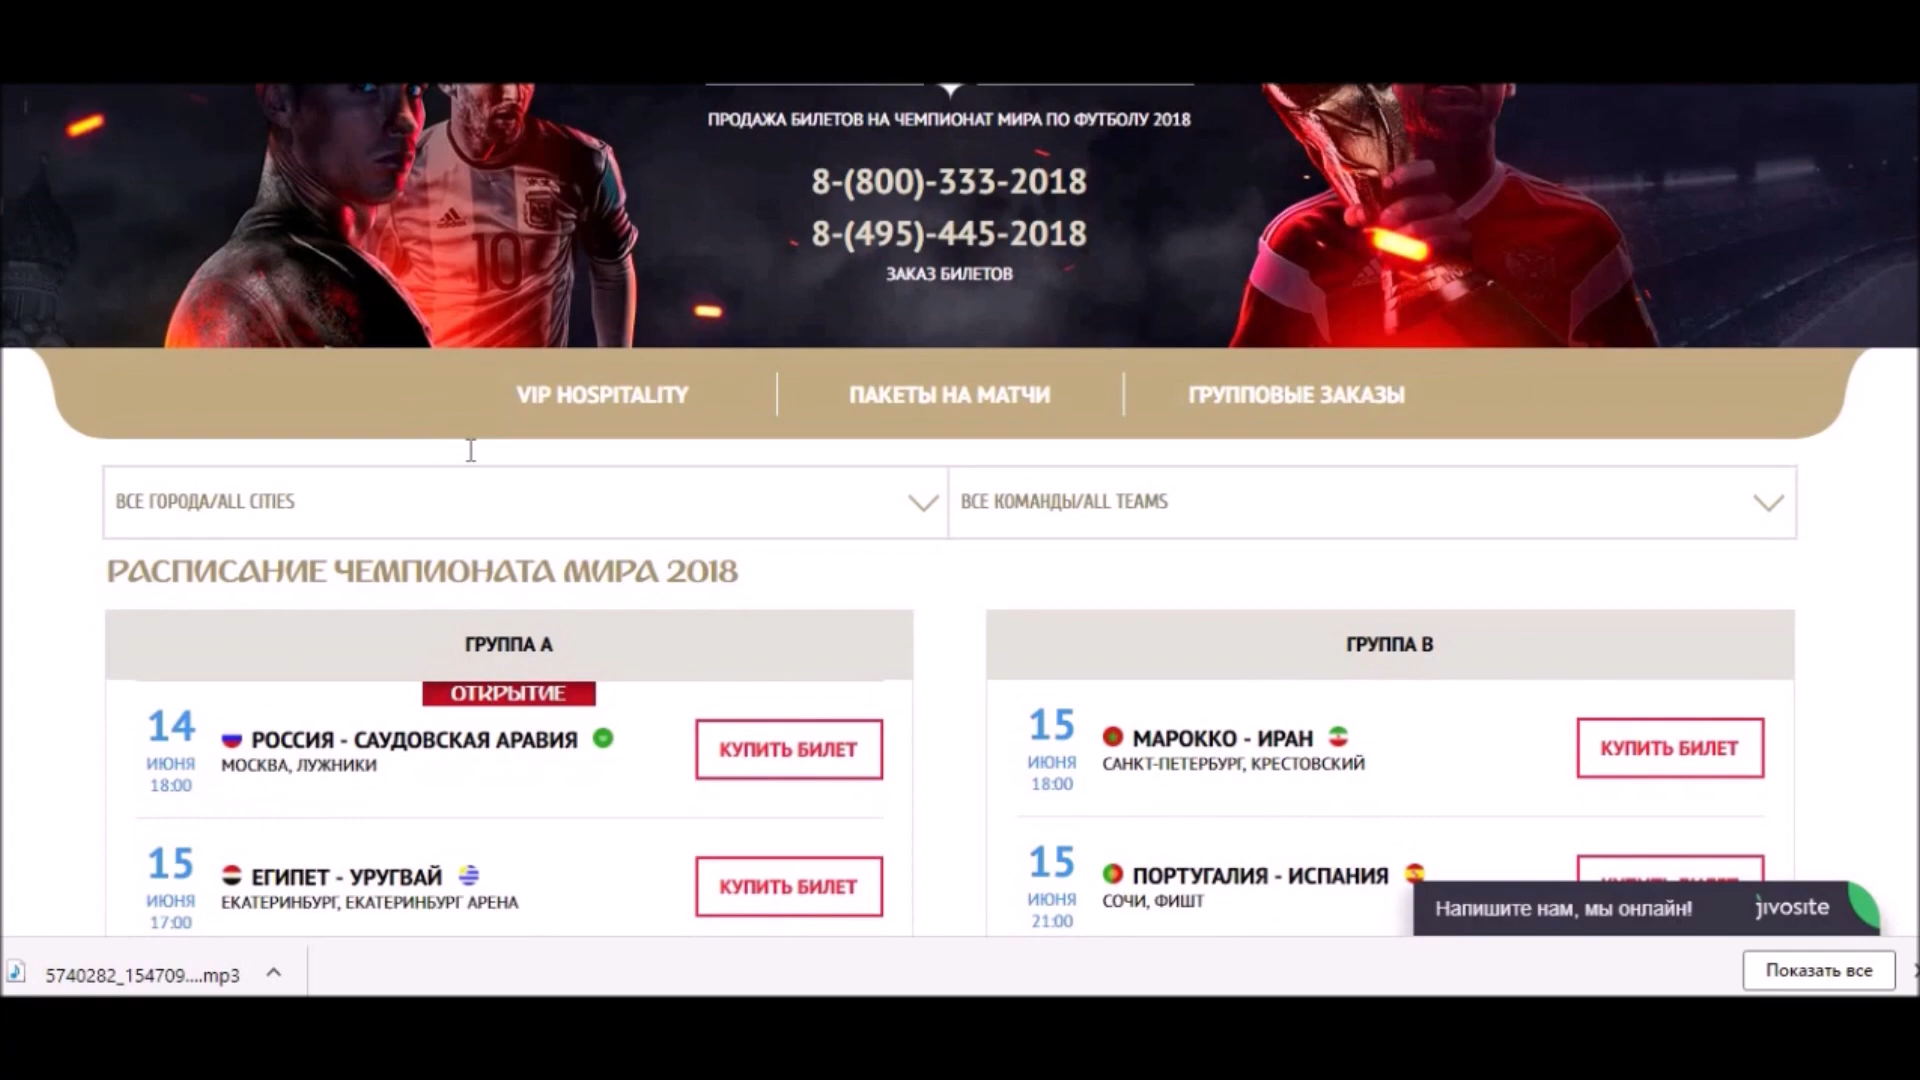 ПРОДАЖА БИЛЕТОВ НА ЧЕМПИОНАТ МИРА ПО ФУТБОЛУ 2018
8-(800)-333-2018
8-(495)-445-2018
ЗАКАЗ БИЛЕТОВ
10
VIP HOSPITALITY
ПАКЕТЫ НА МАТЧИ
ГРУППОВЫЕ ЗАКАЗЫ
ВСЕ ГОРОДА/ALL CITIES
ВСЕ КОМАНДЫ/ALL TEAMS
РАСПИСАНИЕ ЧЕМПИОНАТА МИРА 2018
ГРУППА A
ОТКРЫТИЕ
14
ИЮНЯ
18:00
РОССИЯ - САУДОВСКАЯ АРАВИЯ
МОСКВА, ЛУЖНИКИ
КУПИТЬ БИЛЕТ
15
ИЮНЯ
17:00
ЕГИПЕТ - УРУГВАЙ
ЕКАТЕРИНБУРГ, ЕКАТЕРИНБУРГ АРЕНА
КУПИТЬ БИЛЕТ
ГРУППА B
15
ИЮНЯ
18:00
МАРОККО - ИРАН
САНКТ-ПЕТЕРБУРГ, КРЕСТОВСКИЙ
КУПИТЬ БИЛЕТ
15
ИЮНЯ
21:00
ПОРТУГАЛИЯ - ИСПАНИЯ
СОЧИ, ФИШТ
Напишите нам, мы онлайн!
jivosite
5740282_154709....mp3
Показать все